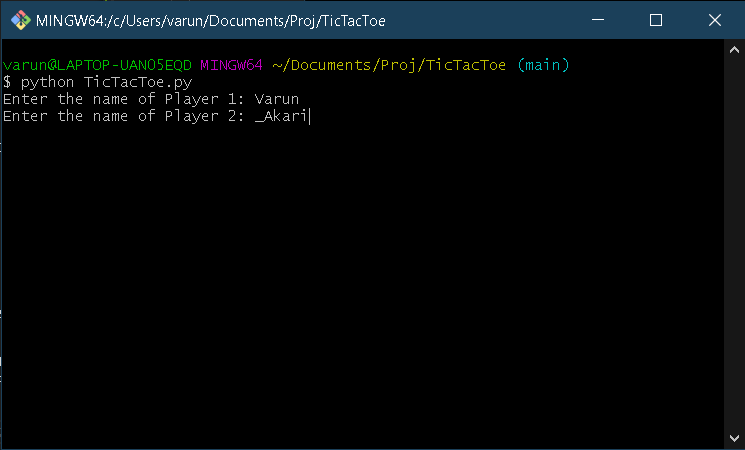 MINGW64:/c/Users/varun/Documents/Proj/TicTacToe
varun@LAPTOP-UANO5EQD MINGW64 ~/Documents/Proj/TicTacToe (main)
$ python TicTacToe.py
Enter the name of Player 1: Varun
Enter the name of Player 2: _Akari